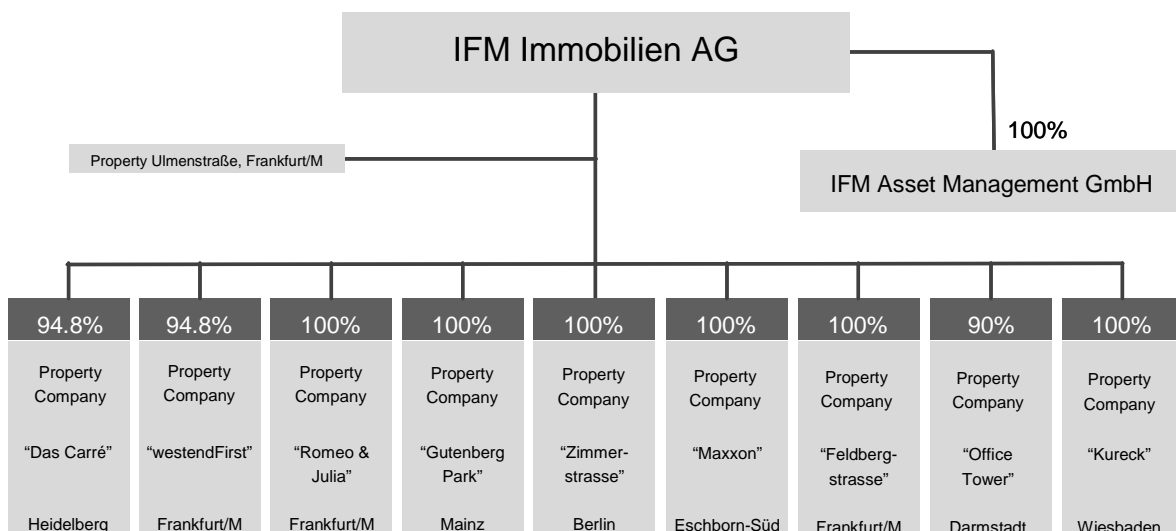 IFM Immobilien AG
100%
Property Ulmenstraße, Frankfurt/M
IFM Asset Management GmbH
94.8%
Property
Company
“Das Carré”
Heidelberg
94.8%
Property
Company
“westendFirst”
Frankfurt/M
100%
Property
Company
“Romeo &
Julia”
Frankfurt/M
100%
Property
Company
“Gutenberg
Park”
Mainz
100%
Property
Company
“Zimmer-
strasse”
Berlin
100%
Property
Company
“Maxxon”
Eschborn-Süd
100%
Property
Company
“Feldberg-
strasse”
Frankfurt/M
90%
Property
Company
“Office
Tower”
Darmstadt
100%
Property
Company
“Kureck”
Wiesbaden